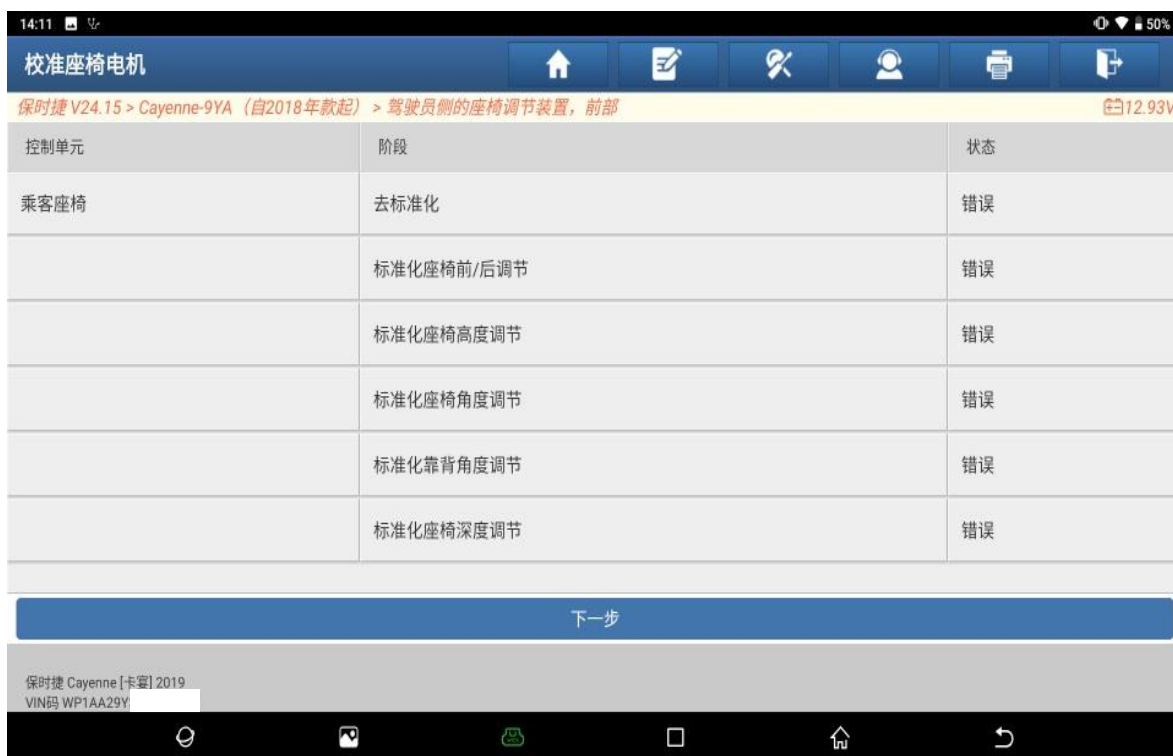 14:11 50%
校准座椅电机
保时捷 V24.15 > Cayenne-9YA（自2018年款起） > 驾驶员侧的座椅调节装置，前部 12.93V
控制单元 阶段 状态
乘客座椅 去标准化 错误
标准化座椅前/后调节 错误
标准化座椅高度调节 错误
标准化座椅角度调节 错误
标准化靠背角度调节 错误
标准化座椅深度调节 错误
下一步
保时捷 Cayenne [卡宴] 2019
VIN码 WP1AA29Y